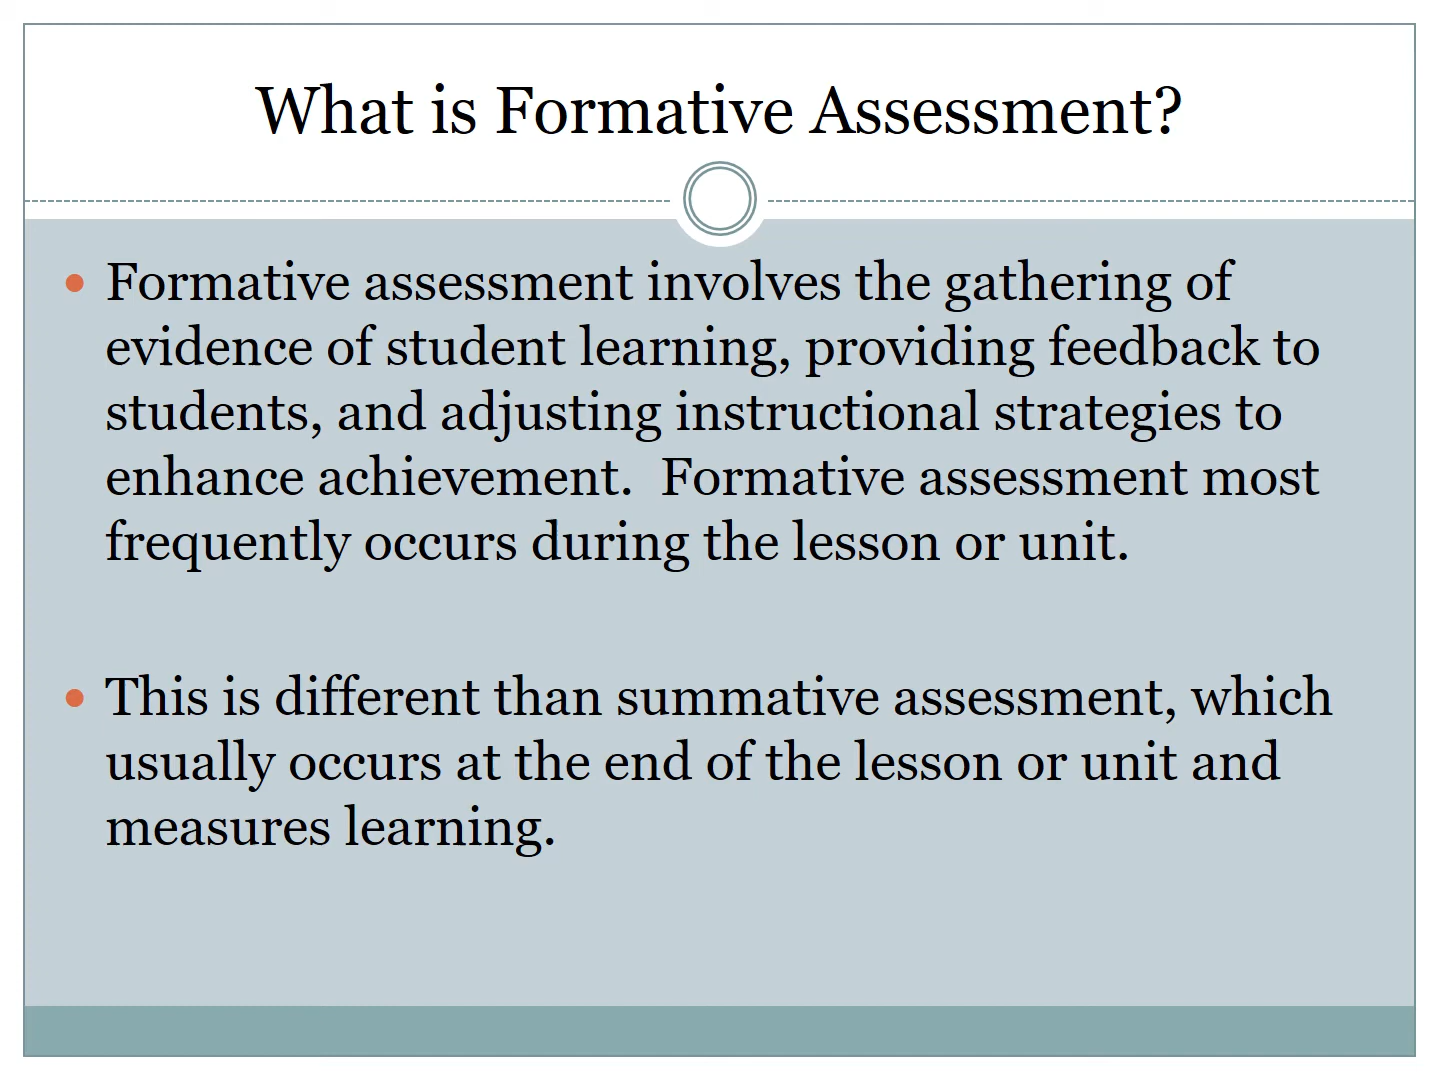 What is Formative Assessment?
Formative assessment involves the gathering of
evidence of student learning, providing feedback to
students, and adjusting instructional strategies to
enhance achievement.  Formative assessment most
frequently occurs during the lesson or unit.
This is different than summative assessment, which
usually occurs at the end of the lesson or unit and
measures learning.